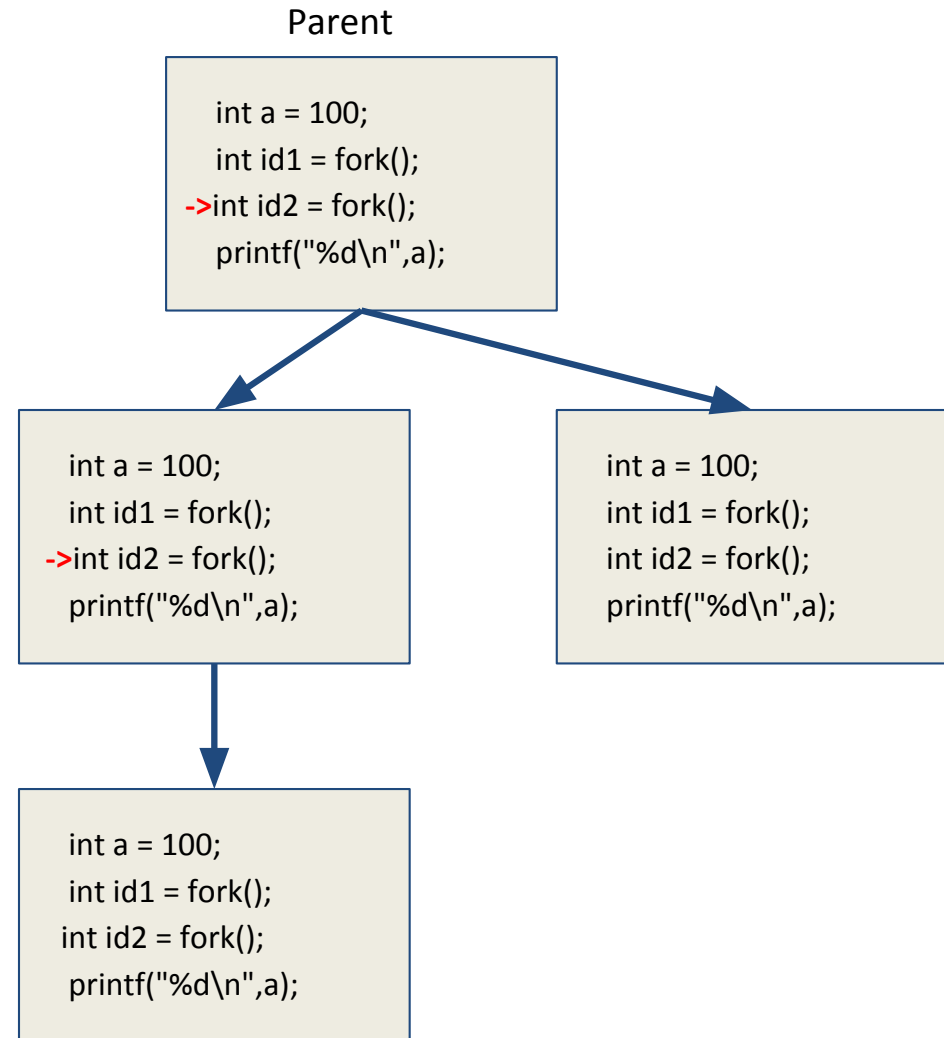 Parent
int a = 100;
int id1 = fork();
->int id2 = fork();
printf("%d\n",a);
int a = 100;
int id1 = fork();
->int id2 = fork();
printf("%d\n",a);
int a = 100;
int id1 = fork();
int id2 = fork();
printf("%d\n",a);
int a = 100;
int id1 = fork();
int id2 = fork();
printf("%d\n",a);